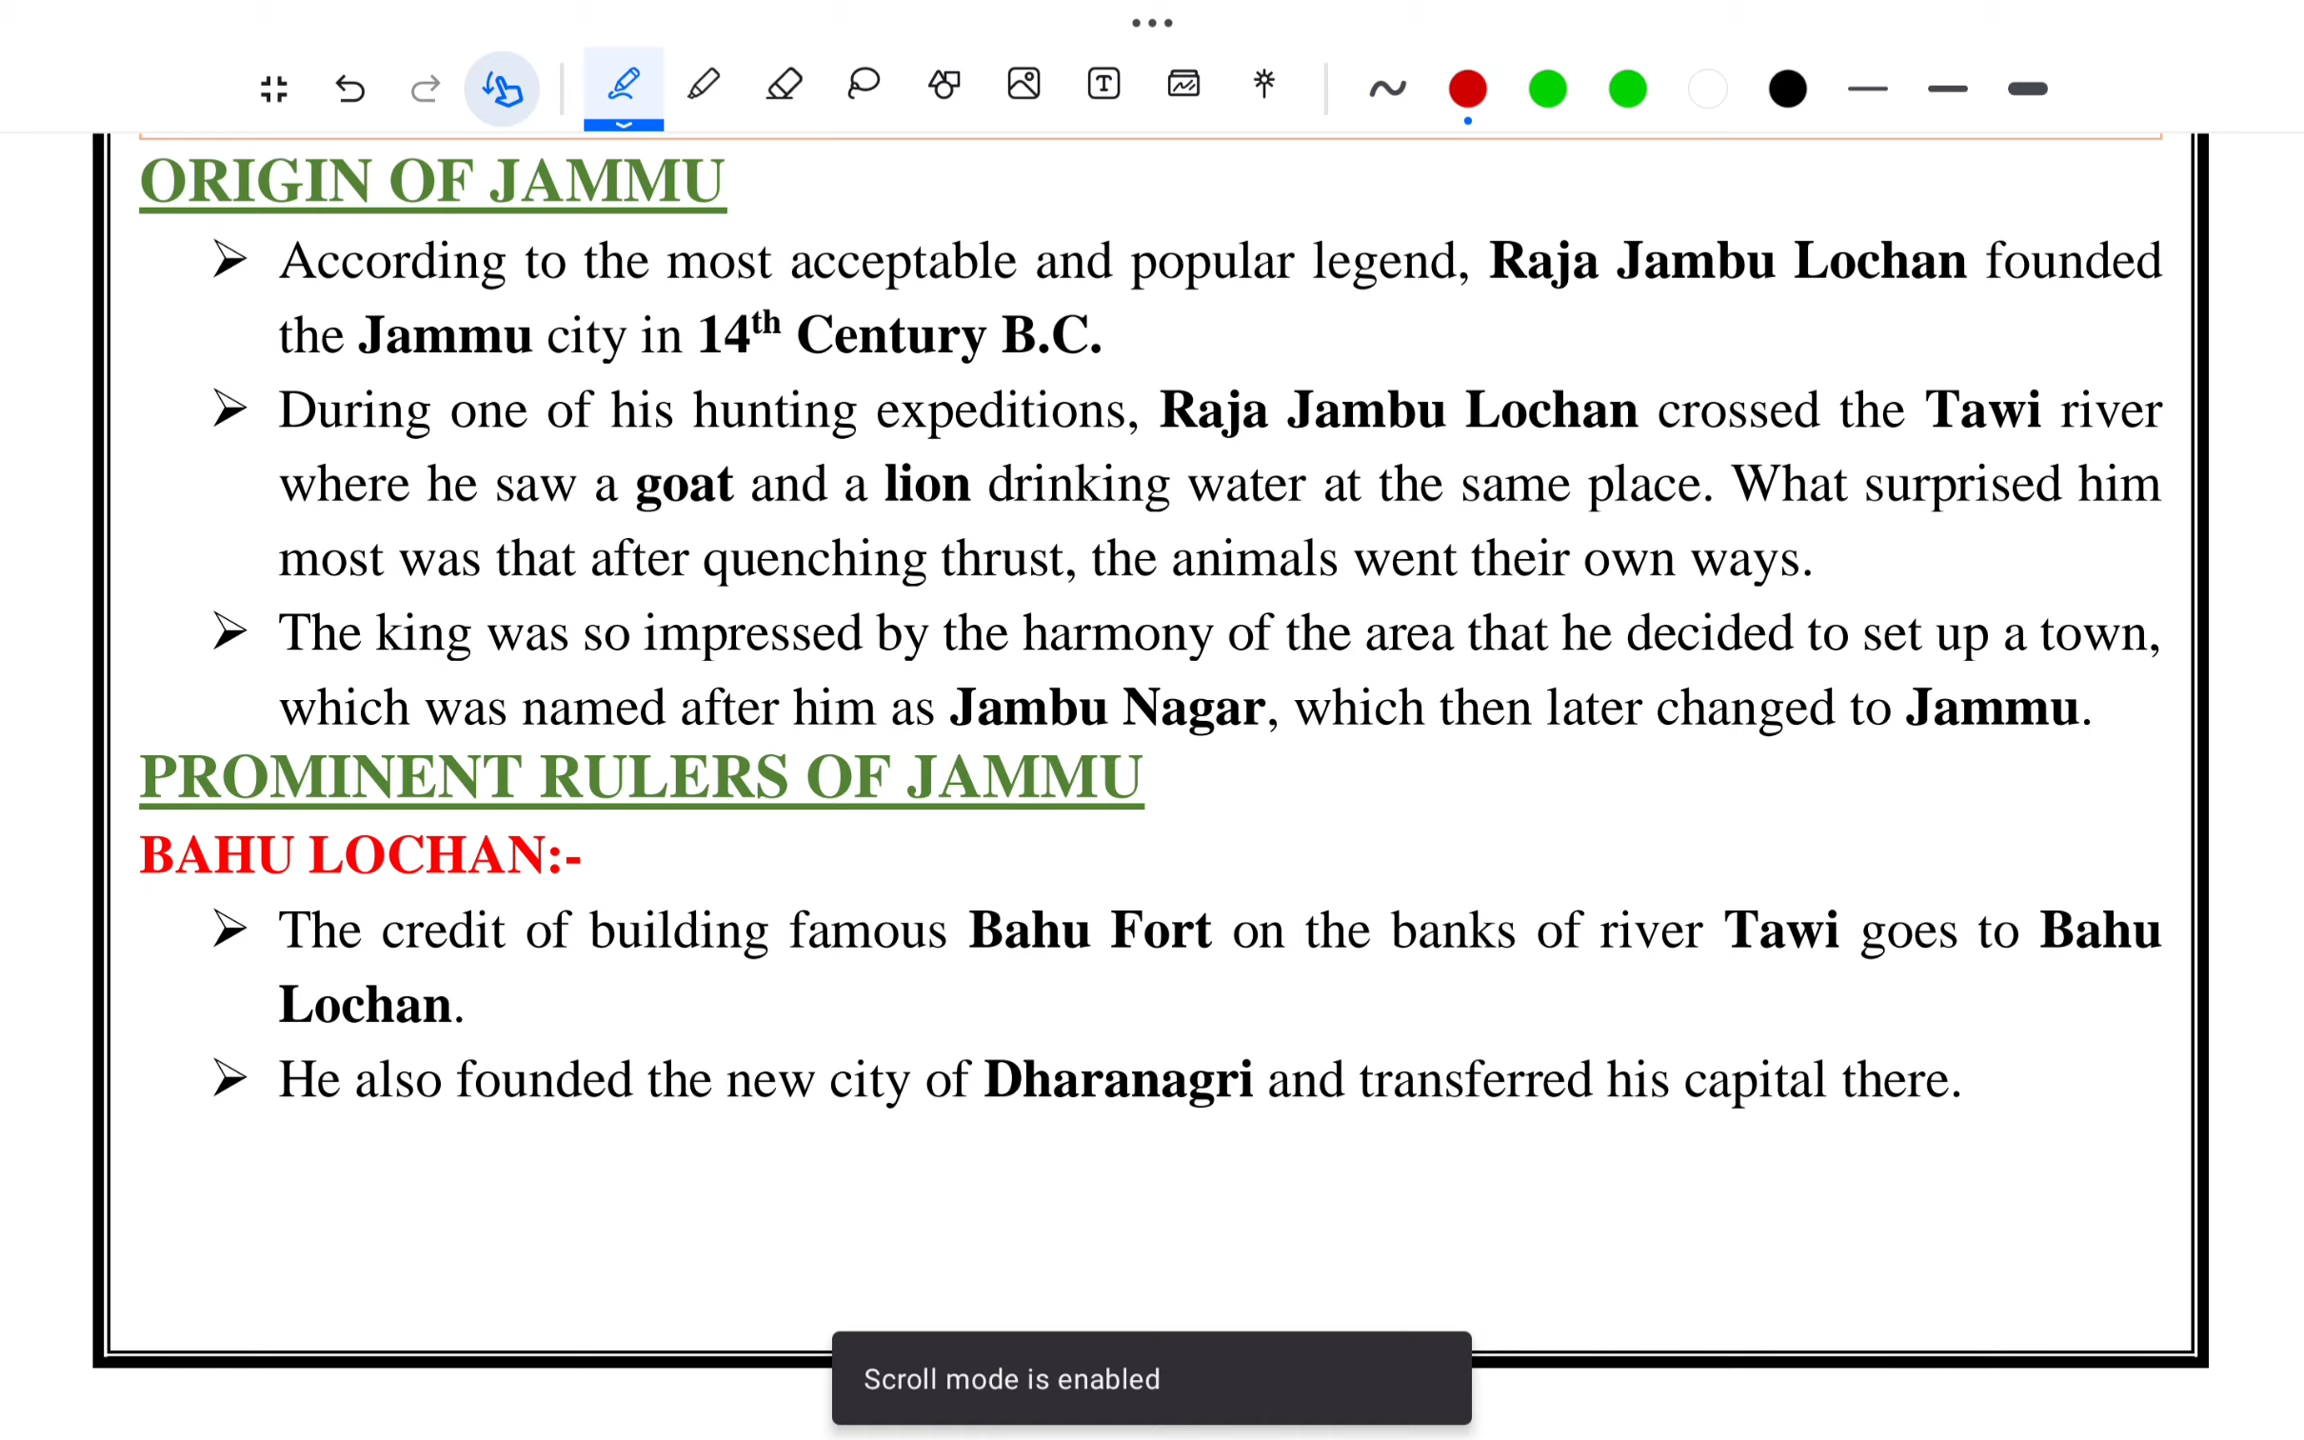 ORIGIN OF JAMMU
According to the most acceptable and popular legend, Raja Jambu Lochan founded
the Jammu city in 14th Century B.C.
During one of his hunting expeditions, Raja Jambu Lochan crossed the Tawi river
where he saw a goat and a lion drinking water at the same place. What surprised him
most was that after quenching thrust, the animals went their own ways.
The king was so impressed by the harmony of the area that he decided to set up a town,
which was named after him as Jambu Nagar, which then later changed to Jammu.
PROMINENT RULERS OF JAMMU
BAHU LOCHAN:-
The credit of building famous Bahu Fort on the banks of river Tawi goes to Bahu
Lochan.
He also founded the new city of Dharanagri and transferred his capital there.
Scroll mode is enabled